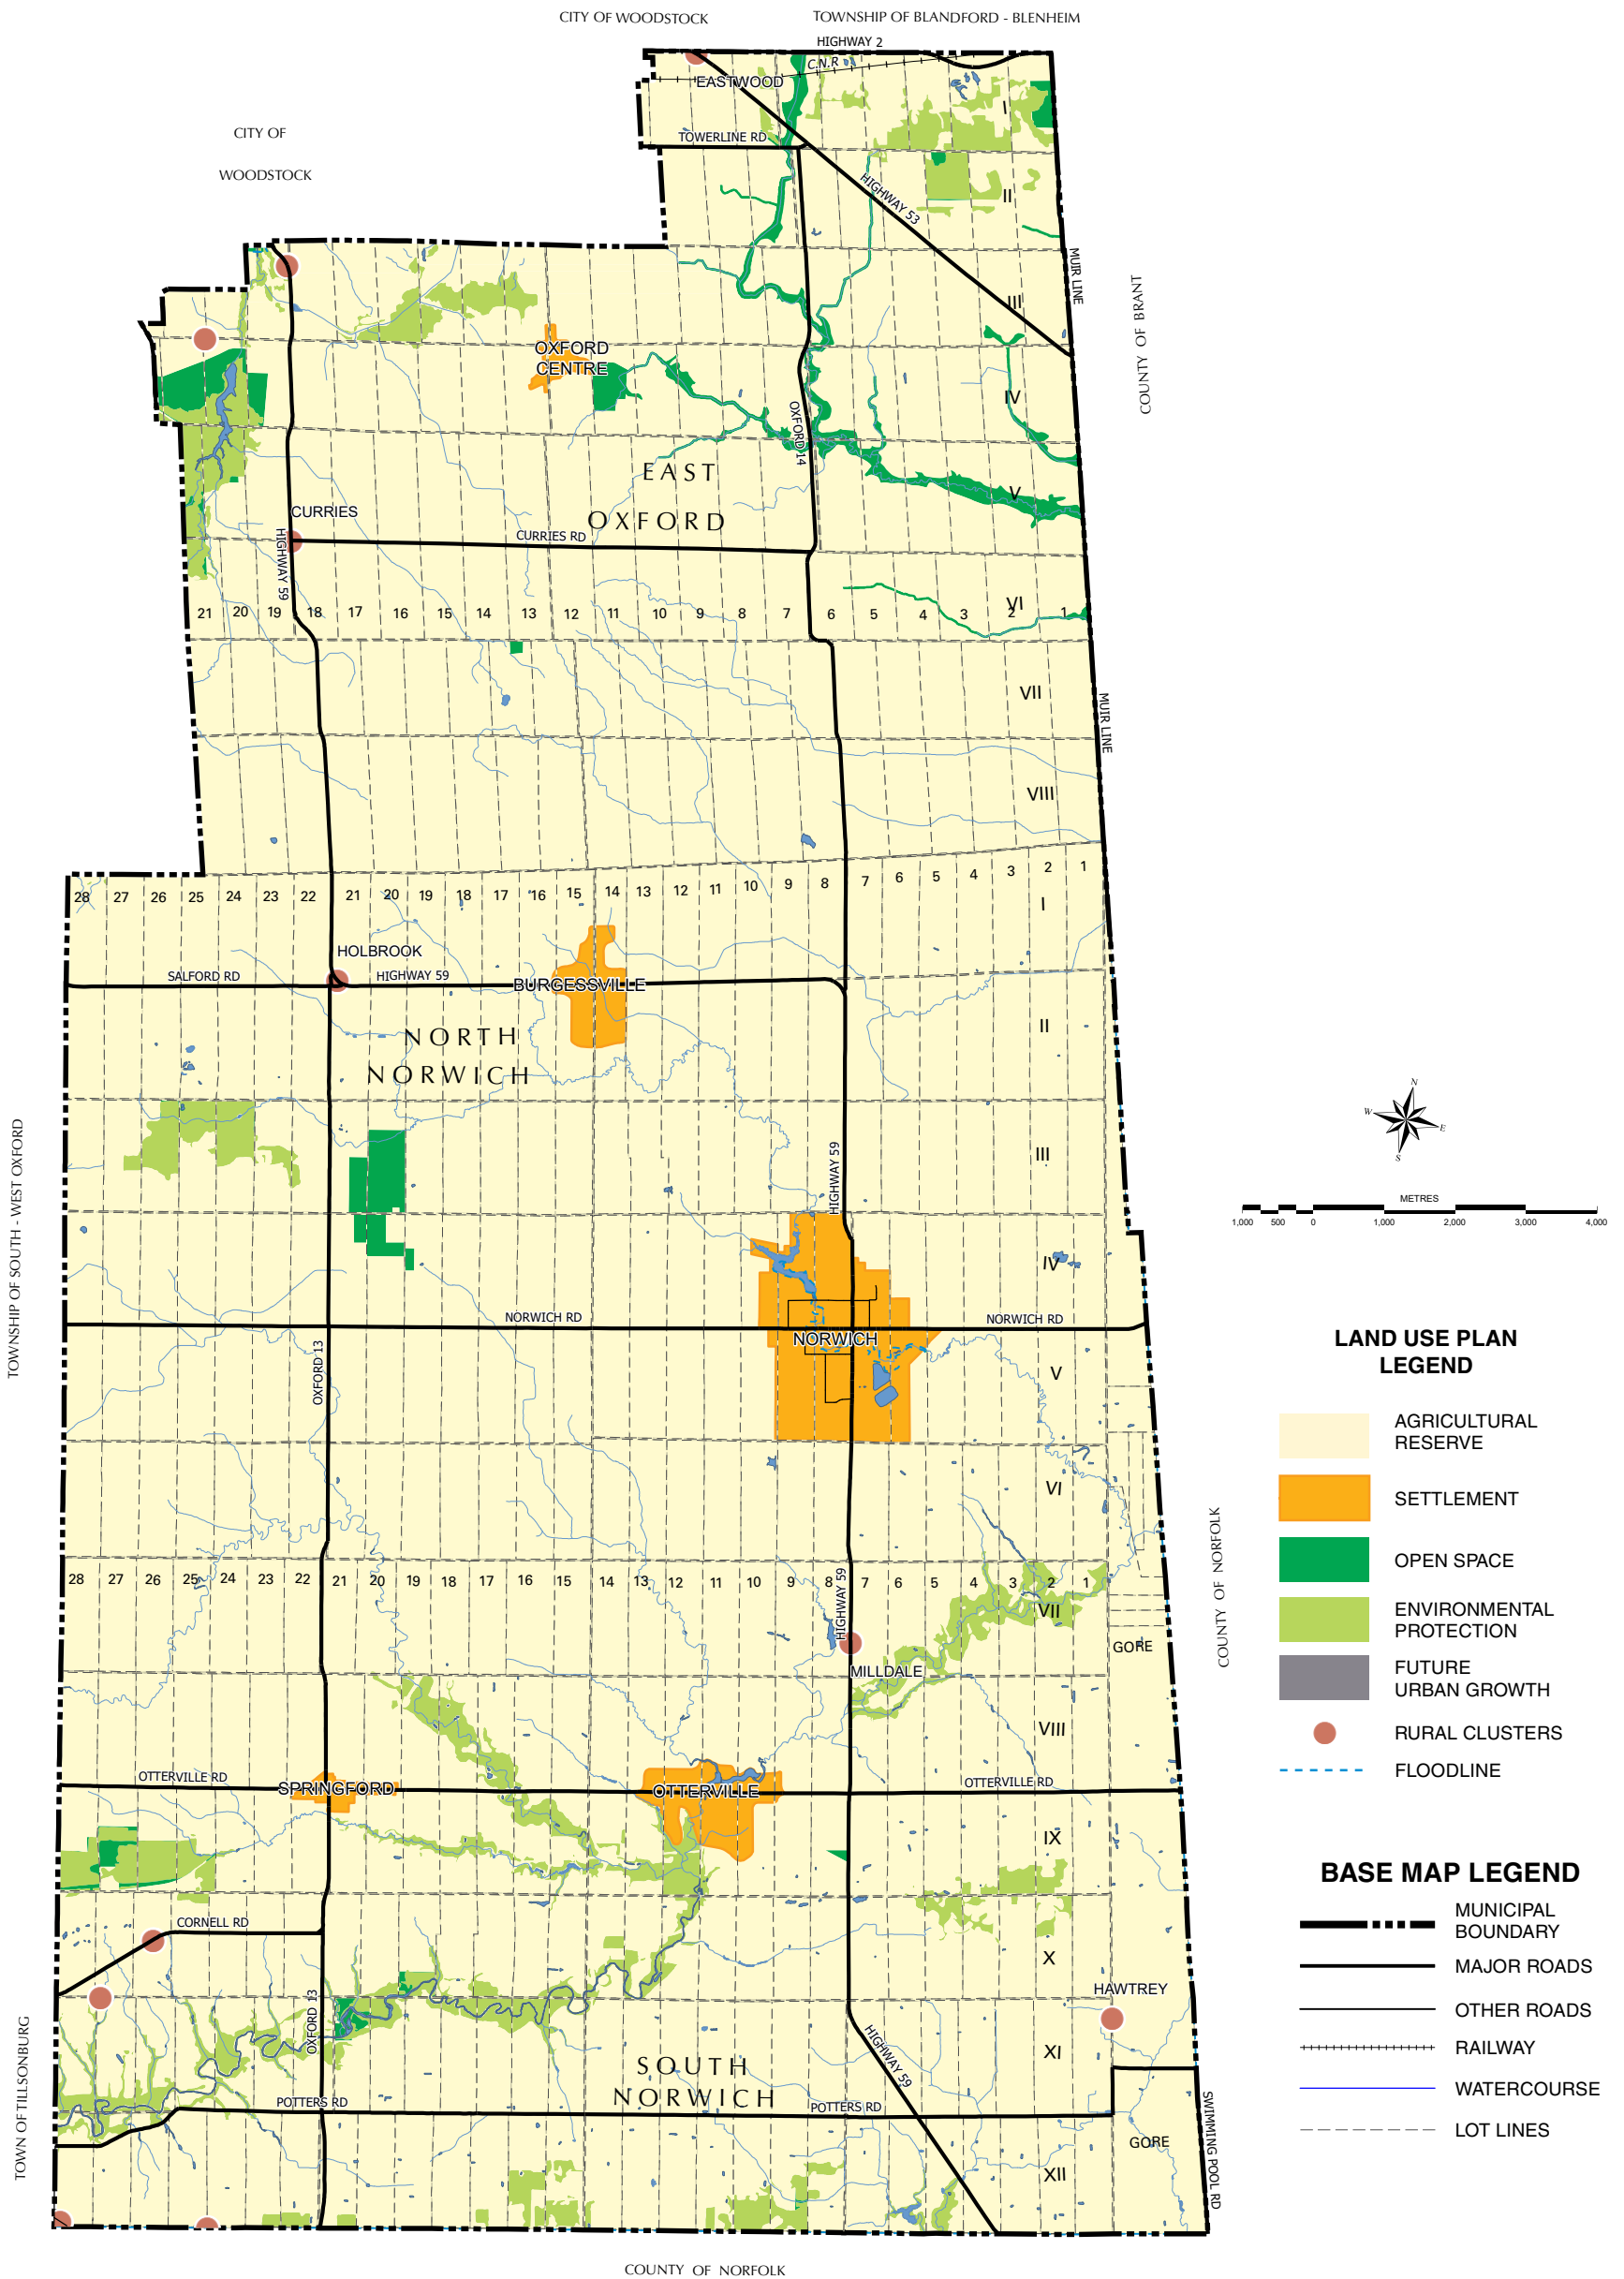 CITY OF WOODSTOCK
TOWNSHIP OF BLANDFORD - BLENHEIM
HIGHWAY 2
C.N.R
EASTWOOD
I
CITY OF
WOODSTOCK
TOWERLINE RD
HIGHWAY 53
II
MUIR LINE
COUNTY OF BRANT
III
OXFORD
CENTRE
IV
OXFORD 14
EAST
OXFORD
V
CURRIES
HIGHWAY 59
CURRIES RD
VI
21 20 19 18 17 16 15 14 13 12 11 10 9 8 7 6 5 4 3 2 1
VII
MUIR LINE
VIII
28 27 26 25 24 23 22 21 20 19 18 17 16 15 14 13 12 11 10 9 8 7 6 5 4 3 2 1
I
HOLBROOK
SALFORD RD
HIGHWAY 59
BURGESSVILLE
II
NORTH
NORWICH
N
W
E
S
TOWNSHIP OF SOUTH - WEST OXFORD
III
HIGHWAY 59
METRES
1,000 500 0 1,000 2,000 3,000 4,000
IV
NORWICH RD
NORWICH RD
NORWICH
OXFORD 13
V
LAND USE PLAN
LEGEND
AGRICULTURAL
RESERVE
SETTLEMENT
OPEN SPACE
ENVIRONMENTAL
PROTECTION
FUTURE
URBAN GROWTH
RURAL CLUSTERS
FLOODLINE
VI
COUNTY OF NORFOLK
28 27 26 25 24 23 22 21 20 19 18 17 16 15 14 13 12 11 10 9 8 7 6 5 4 3 2 1
HIGHWAY 59
VII
GORE
MILLDALE
VIII
OTTERVILLE RD
SPRINGFORD
OTTERVILLE
OTTERVILLE RD
IX
BASE MAP LEGEND
MUNICIPAL
BOUNDARY
MAJOR ROADS
OTHER ROADS
RAILWAY
WATERCOURSE
LOT LINES
CORNELL RD
X
HAWTREY
OXFORD 13
TOWN OF TILLSONBURG
HIGHWAY 59
XI
SOUTH
NORWICH
POTTERS RD
POTTERS RD
GORE
SWIMMING POOL RD
XII
COUNTY OF NORFOLK